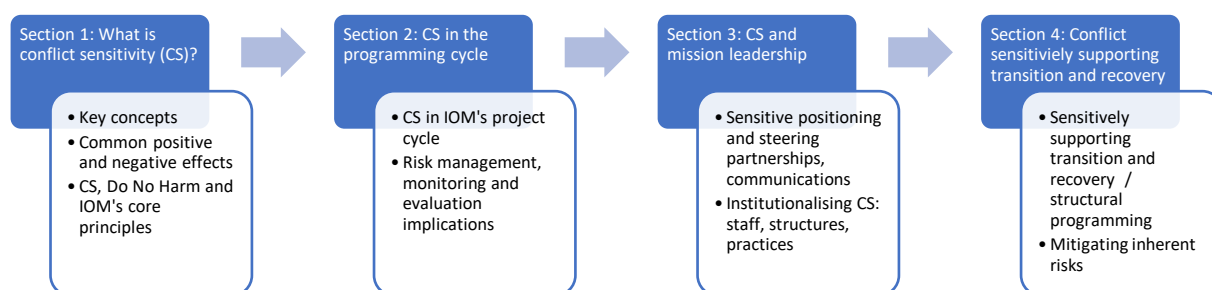 Section 1: What is
conflict sensitivity (CS)?
• Key concepts
• Common positive
and negative effects
• CS, Do No Harm and
IOM's core
principles
Section 2: CS in the
programming cycle
• CS in IOM's project
cycle
• Risk management,
monitoring and
evaluation
implications
Section 3: CS and
mission leadership
• Sensitive positioning
and steering
partnerships,
communications
• Institutionalising CS:
staff, structures,
practices
Section 4: Conflict
sensitively supporting
transition and recovery
• Sensitively
supporting
transition and
recovery /
structural
programming
• Mitigating inherent
risks